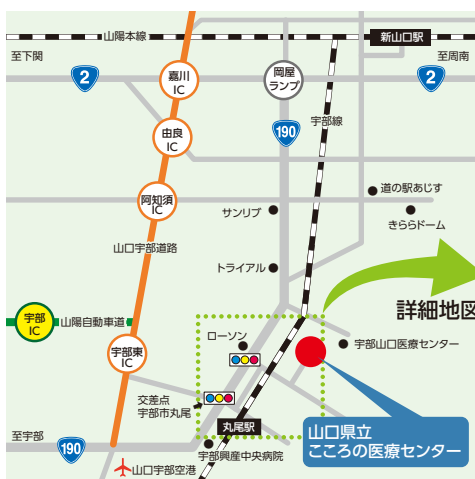 山陽本線
新山口駅
至下関
至周南
2
嘉川
IC
岡屋
ランプ
2
190
宇部線
由良
IC
道の駅あじす
阿知須
IC
サンリブ
きららドーム
山口宇部道路
トライアル
宇部
IC
山陽自動車道
詳細地図
ローソン
宇部山口医療センター
宇部東
IC
交差点
宇部市丸尾
丸尾駅
山口県立
こころの医療センター
至宇部
190
宇部興産中央病院
山口宇部空港